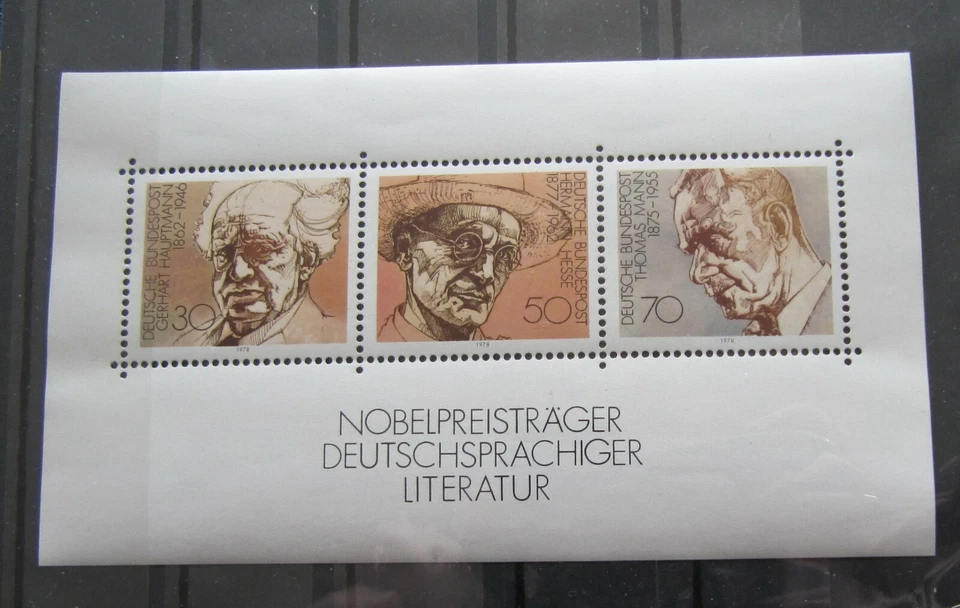 DEUTSCHE BUNDESPOST
GERHART HAUPTMANN
1862–1946
30
1978
DEUTSCHE BUNDESPOST
HERMANN HESSE
1877–1962
50
1978
DEUTSCHE BUNDESPOST
THOMAS MANN
1875–1955
70
1978
NOBELPREISTRÄGER
DEUTSCHSPRACHIGER
LITERATUR